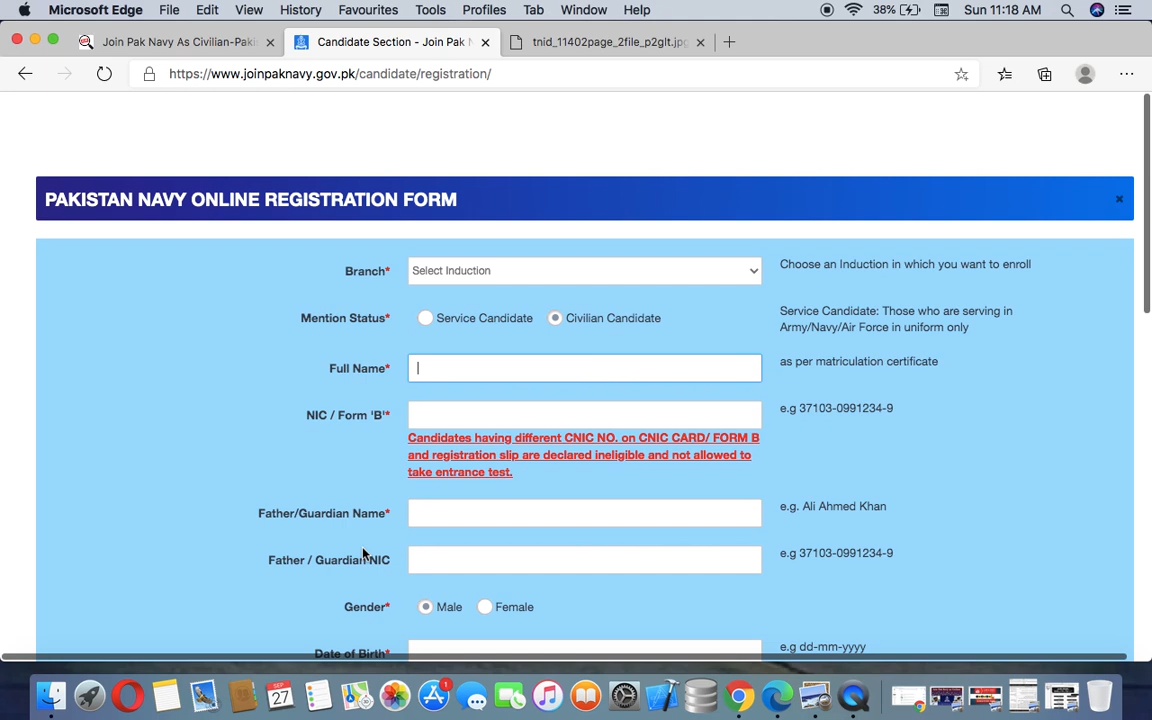 Microsoft Edge File Edit View History Favourites Tools Profiles Tab Window Help 38% Sun 11:18 AM
Join Pak Navy As Civilian-Paki
Candidate Section - Join Pak N
tnid_11402page_2file_p2glt.jpg
https://www.joinpaknavy.gov.pk/candidate/registration/
PAKISTAN NAVY ONLINE REGISTRATION FORM
Branch* Select Induction Choose an Induction in which you want to enroll
Mention Status* Service Candidate Civilian Candidate Service Candidate: Those who are serving in
Army/Navy/Air Force in uniform only
Full Name* as per matriculation certificate
NIC / Form 'B'* e.g 37103-0991234-9
Candidates having different CNIC NO. on CNIC CARD/ FORM B
and registration slip are declared ineligible and not allowed to
take entrance test.
Father/Guardian Name* e.g. Ali Ahmed Khan
Father / Guardian NIC e.g 37103-0991234-9
Gender* Male Female
Date of Birth* e.g dd-mm-yyyy
SEP
27
1